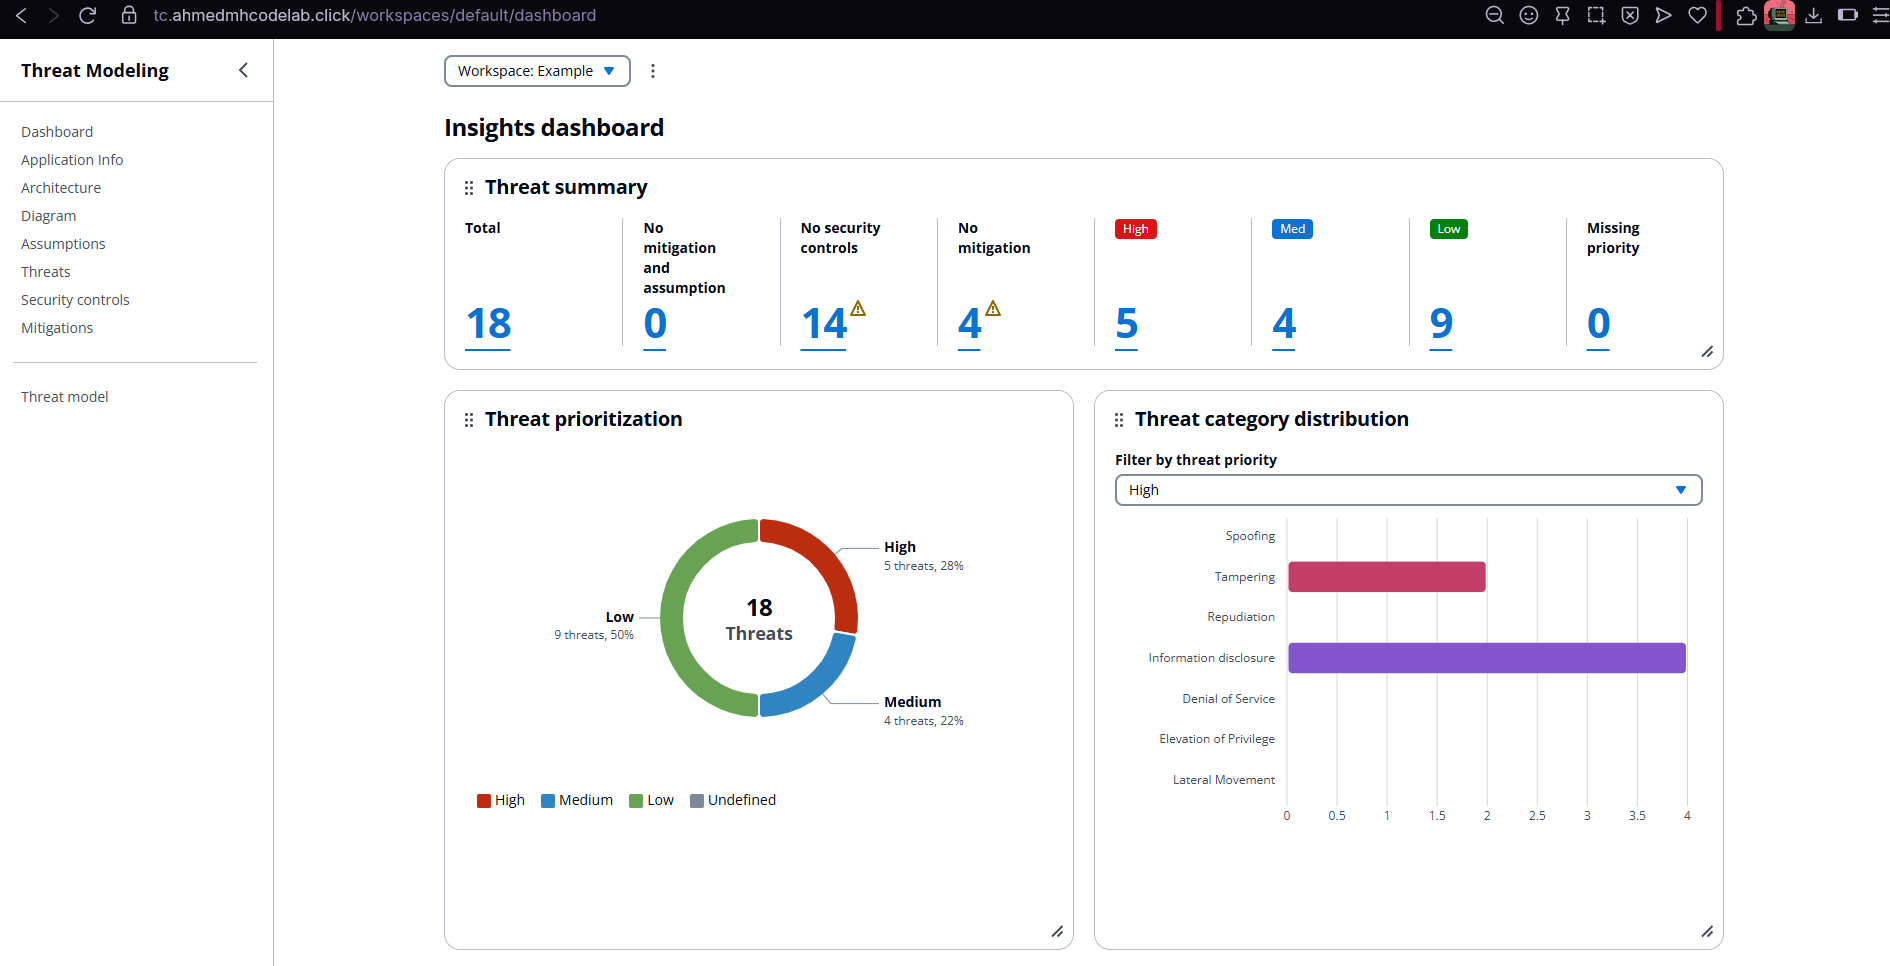 tc.ahmedmhcodelab.click/workspaces/default/dashboard
Threat Modeling
Dashboard
Application Info
Architecture
Diagram
Assumptions
Threats
Security controls
Mitigations
Threat model
Workspace: Example
Insights dashboard
Threat summary
Total
18
No
mitigation
and
assumption
0
No security
controls
14
No
mitigation
4
High
5
Med
4
Low
9
Missing
priority
0
Threat prioritization
High
5 threats, 28%
Low
9 threats, 50%
18
Threats
Medium
4 threats, 22%
High Medium Low Undefined
Threat category distribution
Filter by threat priority
High
Spoofing
Tampering
Repudiation
Information disclosure
Denial of Service
Elevation of Privilege
Lateral Movement
0 0.5 1 1.5 2 2.5 3 3.5 4